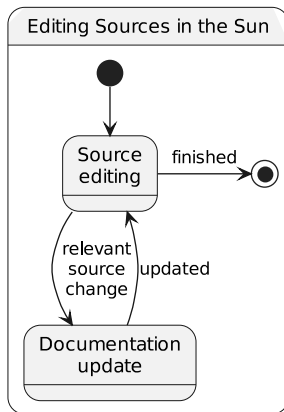 Editing Sources in the Sun
Source
editing
finished
relevant
source
change
updated
Documentation
update